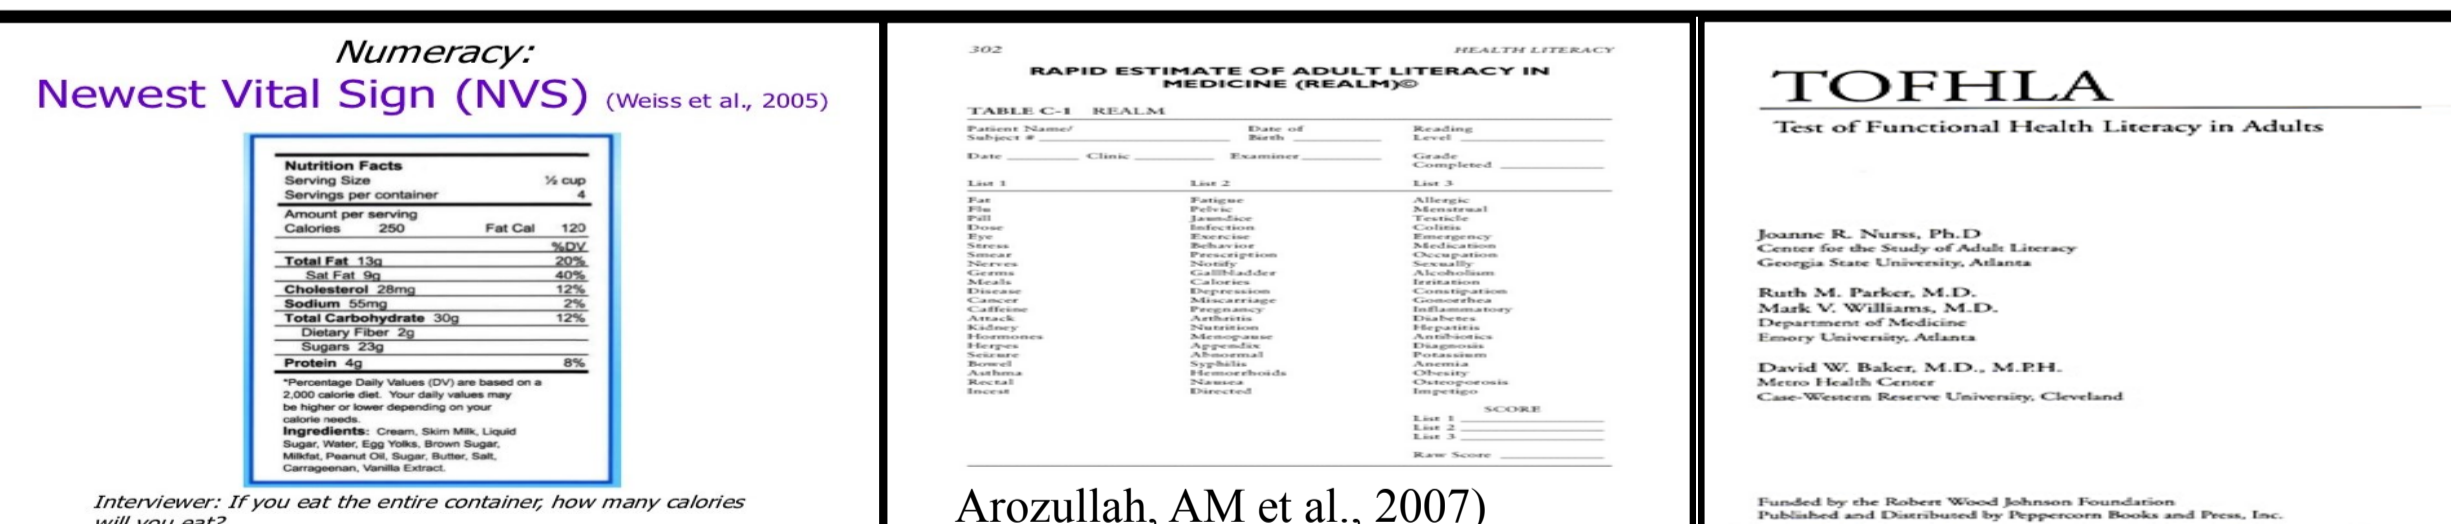 Numeracy:
Newest Vital Sign (NVS) (Weiss et al., 2005)
Nutrition Facts
Serving Size ½ cup
Servings per container 4
Amount per serving
Calories 250 Fat Cal 120
%DV
Total Fat 13g 20%
Sat Fat 9g 40%
Cholesterol 28mg 12%
Sodium 55mg 2%
Total Carbohydrate 30g 12%
Dietary Fiber 2g
Sugars 23g
Protein 4g 8%
*Percentage Daily Values (DV) are based on a
2,000 calorie diet. Your daily values may
be higher or lower depending on your
calorie needs.
Ingredients: Cream, Skim Milk, Liquid
Sugar, Water, Egg Yolks, Brown Sugar,
Milkfat, Peanut Oil, Sugar, Butter, Salt,
Carrageenan, Vanilla Extract.
Interviewer: If you eat the entire container, how many calories
will you eat?
302 HEALTH LITERACY
RAPID ESTIMATE OF ADULT LITERACY IN
MEDICINE (REALM)©
TABLE C-1 REALM
Patient Name/ Date of Reading
Subject # Birth Level
Date Clinic Examiner Grade
Completed
List 1 List 2 List 3
Fat Fatigue Allergic
Flu Pelvic Menstrual
Pill Jaundice Testicle
Dose Infection Colitis
Eye Exercise Emergency
Stress Behavior Medication
Smear Prescription Occupation
Nerves Notify Sexually
Germs Gallbladder Alcoholism
Meals Calories Irritation
Disease Depression Constipation
Cancer Miscarriage Gonorrhea
Caffeine Pregnancy Inflammatory
Attack Arthritis Diabetes
Kidney Nutrition Hepatitis
Hormones Menopause Antibiotics
Herpes Appendix Diagnosis
Seizure Abnormal Potassium
Bowel Syphilis Anemia
Asthma Hemorrhoids Obesity
Rectal Nausea Osteoporosis
Incest Directed Impetigo
SCORE
List 1
List 2
List 3
Raw Score
Arozullah, AM et al., 2007)
TOFHLA
Test of Functional Health Literacy in Adults
Joanne R. Nurss, Ph.D
Center for the Study of Adult Literacy
Georgia State University, Atlanta
Ruth M. Parker, M.D.
Mark V. Williams, M.D.
Department of Medicine
Emory University, Atlanta
David W. Baker, M.D., M.P.H.
Metro Health Center
Case-Western Reserve University, Cleveland
Funded by the Robert Wood Johnson Foundation
Published and Distributed by Peppercorn Books and Press, Inc.